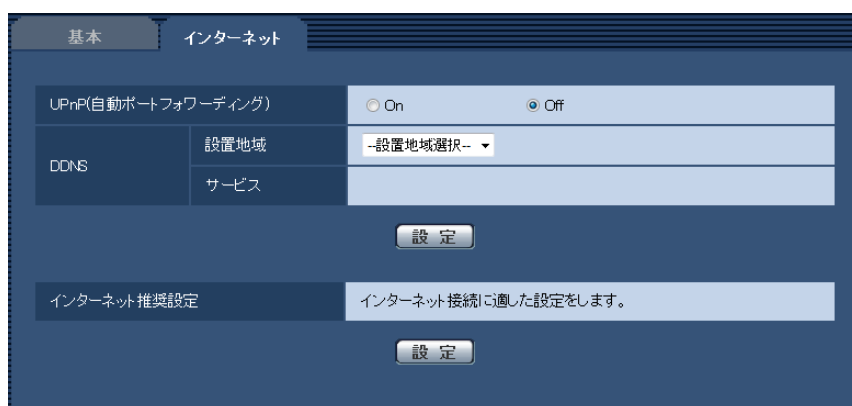 基本 インターネット
UPnP(自動ポートフォワーディング) On Off
DDNS 設置地域 --設置地域選択--
サービス
設 定
インターネット推奨設定 インターネット接続に適した設定をします。
設 定